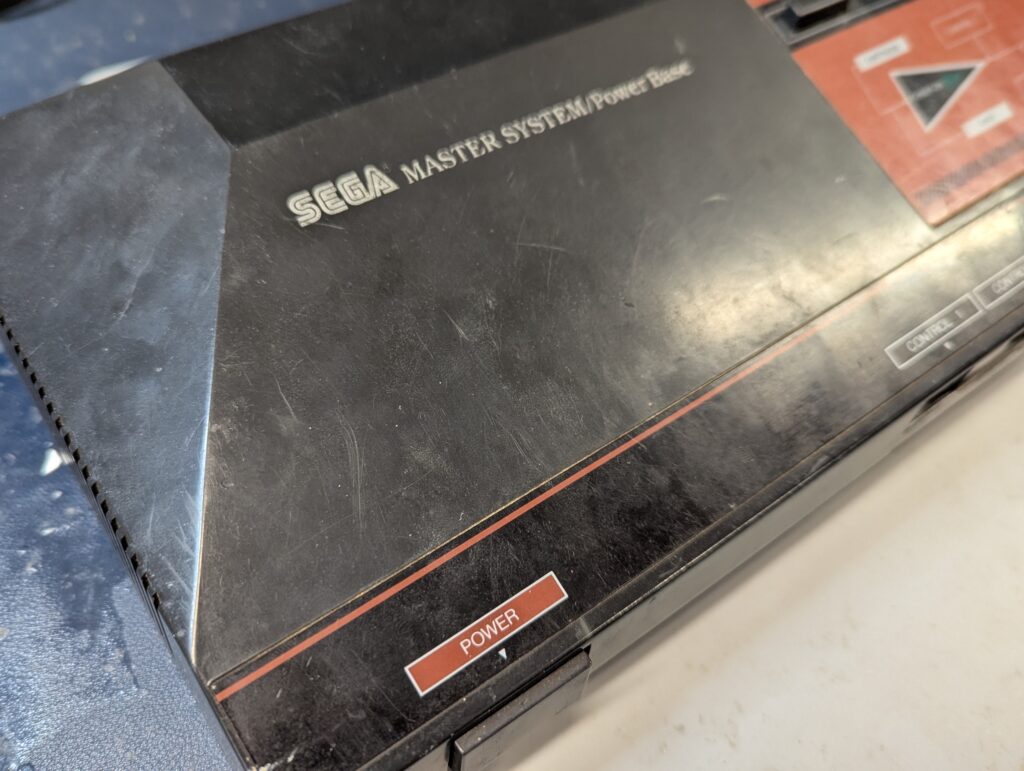 SEGA MASTER SYSTEM/Power Base
CONTROL 1
POWER